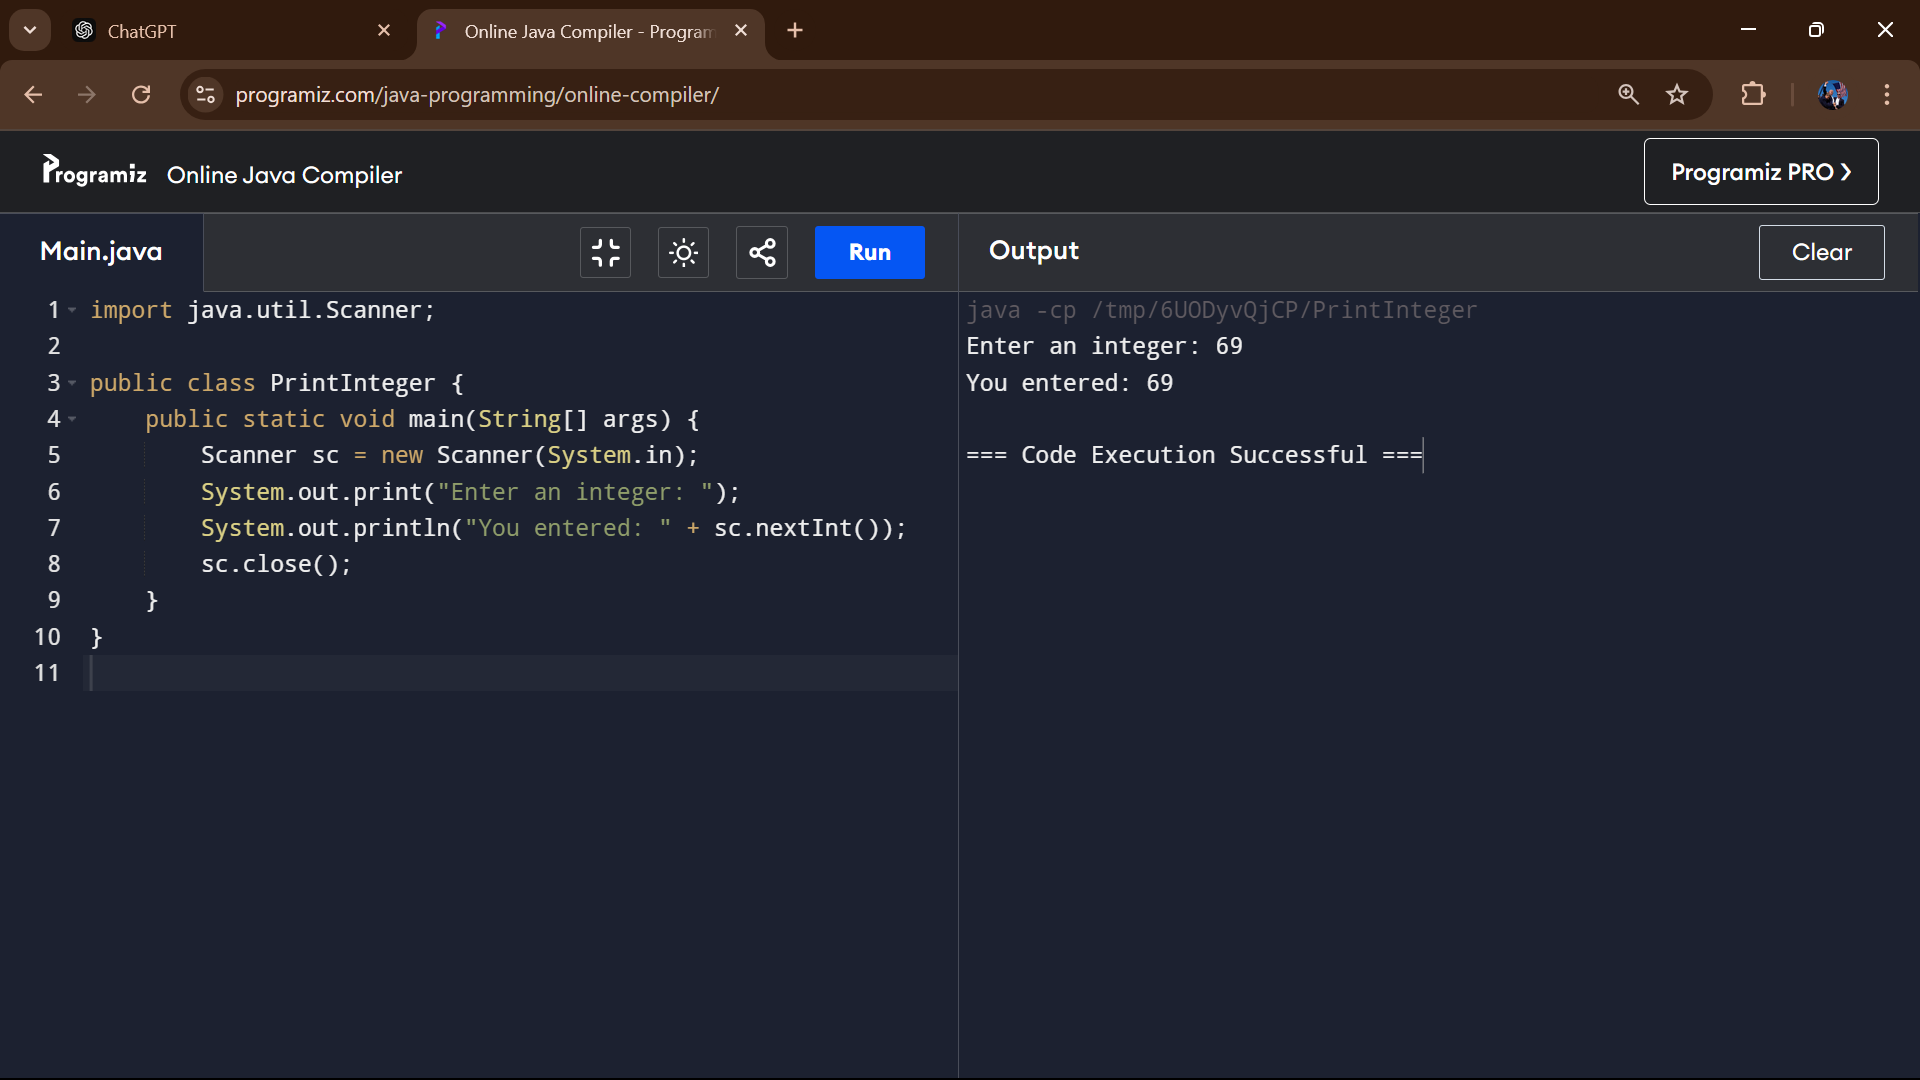 ChatGPT
Online Java Compiler - Program
programiz.com/java-programming/online-compiler/
Programiz Online Java Compiler
Programiz PRO
Main.java
Run
Output
Clear
1 import java.util.Scanner;
2
3 public class PrintInteger {
4 public static void main(String[] args) {
5 Scanner sc = new Scanner(System.in);
6 System.out.print("Enter an integer: ");
7 System.out.println("You entered: " + sc.nextInt());
8 sc.close();
9 }
10 }
11
java -cp /tmp/6UODyvQjCP/PrintInteger
Enter an integer: 69
You entered: 69
=== Code Execution Successful ===